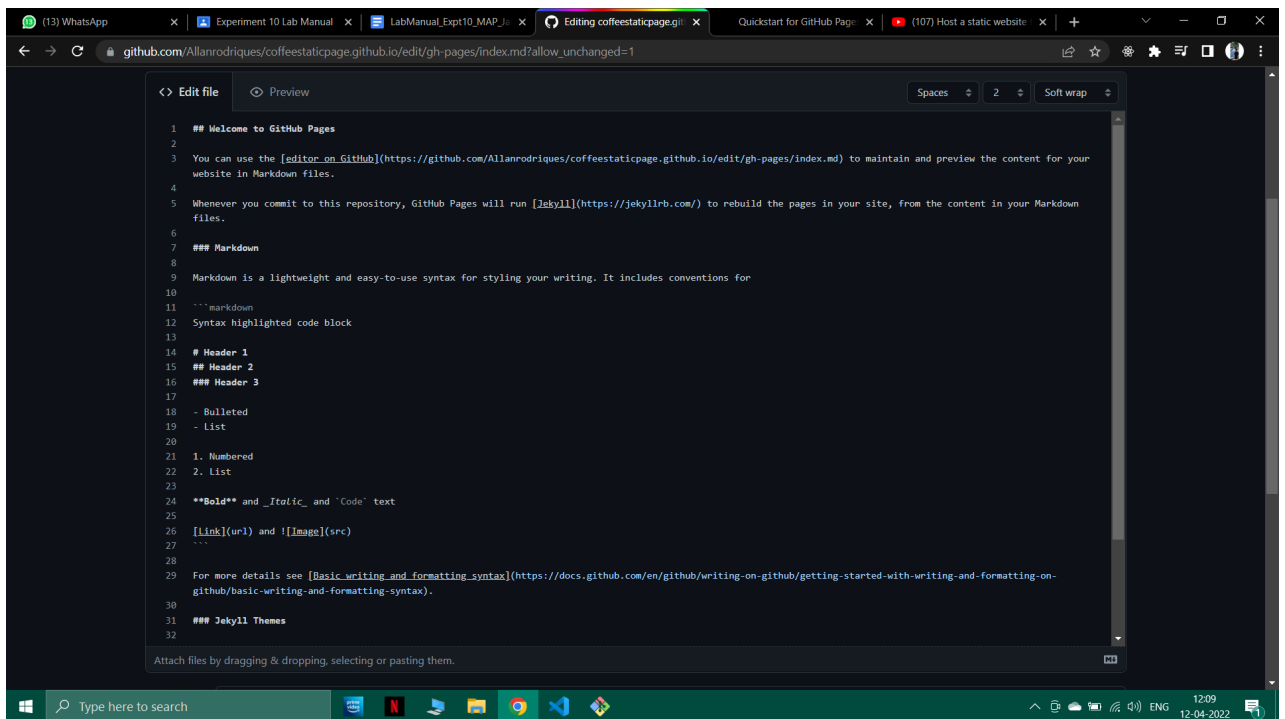 (13) WhatsApp
Experiment 10 Lab Manual
LabManual_Expt10_MAP_Ja
Editing coffeestaticpage.git
Quickstart for GitHub Page
(107) Host a static website
github.com/Allanrodriques/coffeestaticpage.github.io/edit/gh-pages/index.md?allow_unchanged=1
<> Edit file
Preview
Spaces
2
Soft wrap
1 ## Welcome to GitHub Pages
2
3 You can use the [editor on GitHub](https://github.com/Allanrodriques/coffeestaticpage.github.io/edit/gh-pages/index.md) to maintain and preview the content for your
website in Markdown files.
4
5 Whenever you commit to this repository, GitHub Pages will run [Jekyll](https://jekyllrb.com/) to rebuild the pages in your site, from the content in your Markdown
files.
6
7 ### Markdown
8
9 Markdown is a lightweight and easy-to-use syntax for styling your writing. It includes conventions for
10
11 ```markdown
12 Syntax highlighted code block
13
14 # Header 1
15 ## Header 2
16 ### Header 3
17
18 - Bulleted
19 - List
20
21 1. Numbered
22 2. List
23
24 **Bold** and _Italic_ and `Code` text
25
26 [Link](url) and ![Image](src)
27 ```
28
29 For more details see [Basic writing and formatting syntax](https://docs.github.com/en/github/writing-on-github/getting-started-with-writing-and-formatting-on-
github/basic-writing-and-formatting-syntax).
30
31 ### Jekyll Themes
32
Attach files by dragging & dropping, selecting or pasting them.
Type here to search
prime video
N
ENG
12:09
12-04-2022
1